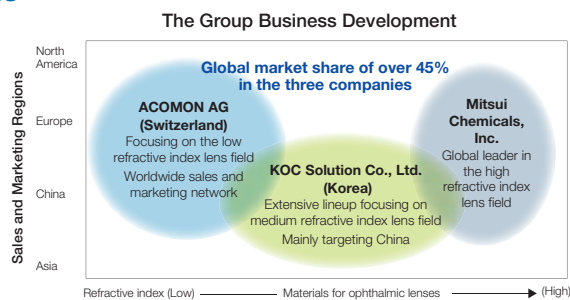 The Group Business Development
Sales and Marketing Regions
North
America
Europe
China
Asia
Global market share of over 45%
in the three companies
ACOMON AG
(Switzerland)
Focusing on the low
refractive index lens field
Worldwide sales and
marketing network
KOC Solution Co., Ltd.
(Korea)
Extensive lineup focusing on
medium refractive index lens field
Mainly targeting China
Mitsui
Chemicals,
Inc.
Global leader in
the high
refractive index
lens field
Refractive index (Low) Materials for ophthalmic lenses (High)